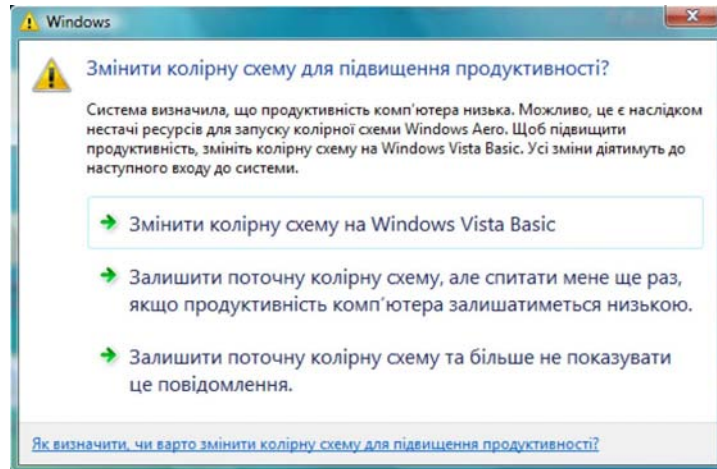 Windows
Змінити колірну схему для підвищення продуктивності?
Система визначила, що продуктивність комп'ютера низька. Можливо, це є наслідком
нестачі ресурсів для запуску колірної схеми Windows Aero. Щоб підвищити
продуктивність, змініть колірну схему на Windows Vista Basic. Усі зміни діятимуть до
наступного входу до системи.
Змінити колірну схему на Windows Vista Basic
Залишити поточну колірну схему, але спитати мене ще раз,
якщо продуктивність комп'ютера залишатиметься низькою.
Залишити поточну колірну схему та більше не показувати
це повідомлення.
Як визначити, чи варто змінити колірну схему для підвищення продуктивності?